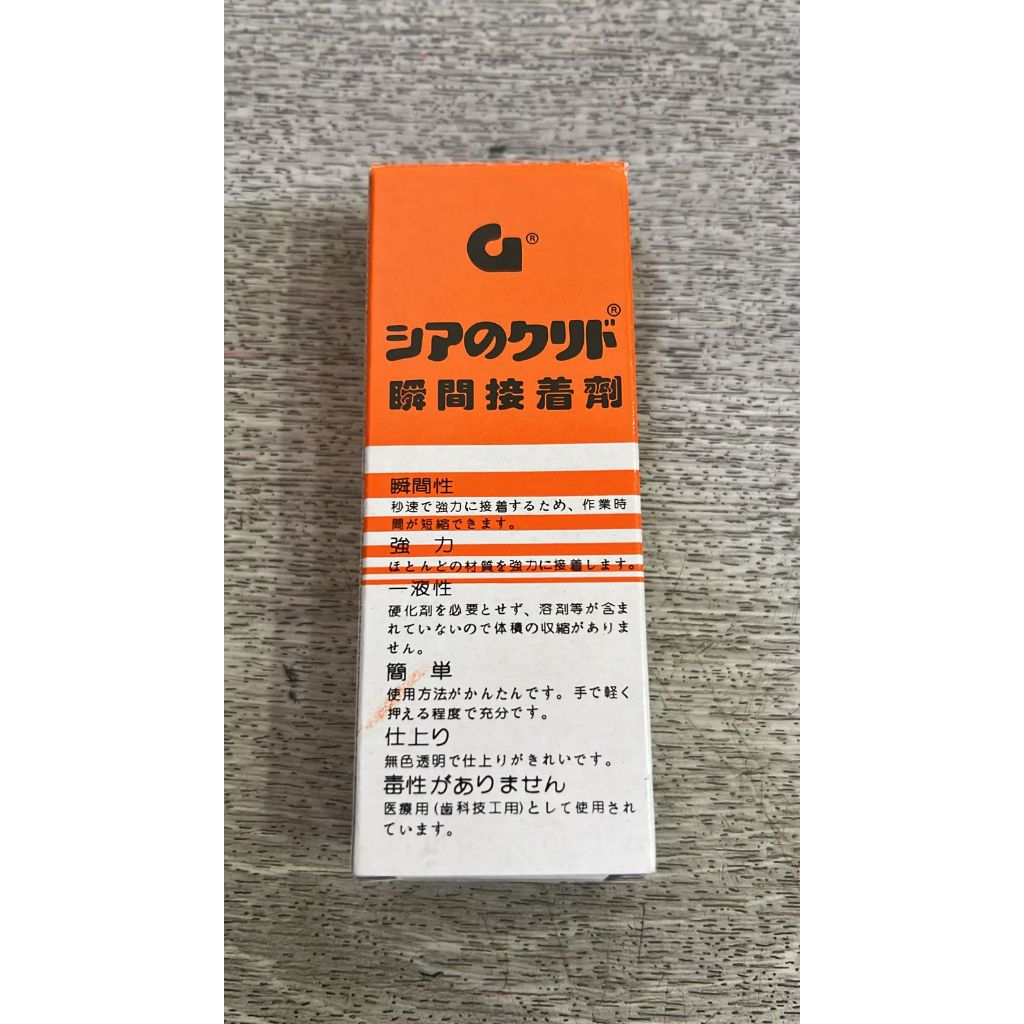 G®
シアのクリド®
瞬間接着剤
瞬間性
秒速で強力に接着するため、作業時
間が短縮できます。
強 力
ほとんどの材質を強力に接着します。
一液性
硬化剤を必要とせず、溶剤等が含ま
れていないので体積の収縮がありま
せん。
簡 単
使用方法がかんたんです。手で軽く
押える程度で充分です。
仕上り
無色透明で仕上りがきれいです。
毒性がありません
医療用(歯科技工用)として使用され
ています。